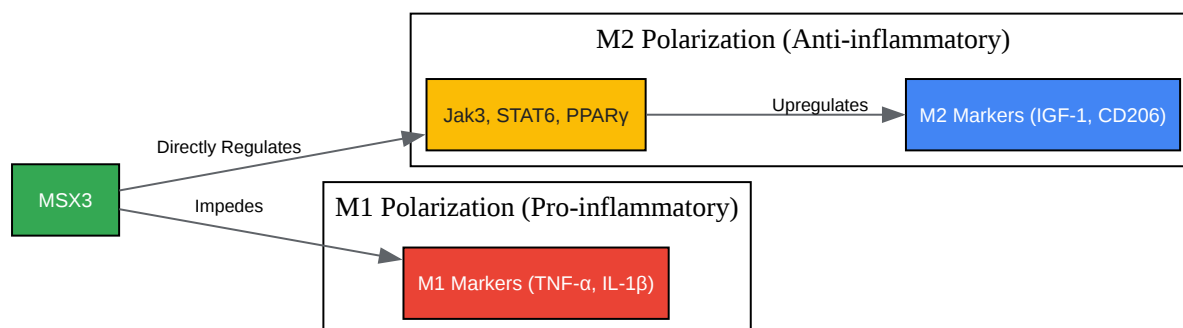 M2 Polarization (Anti-inflammatory)
Jak3, STAT6, PPARγ
Upregulates
M2 Markers (IGF-1, CD206)
Directly Regulates
MSX3
Impedes
M1 Polarization (Pro-inflammatory)
M1 Markers (TNF-α, IL-1β)